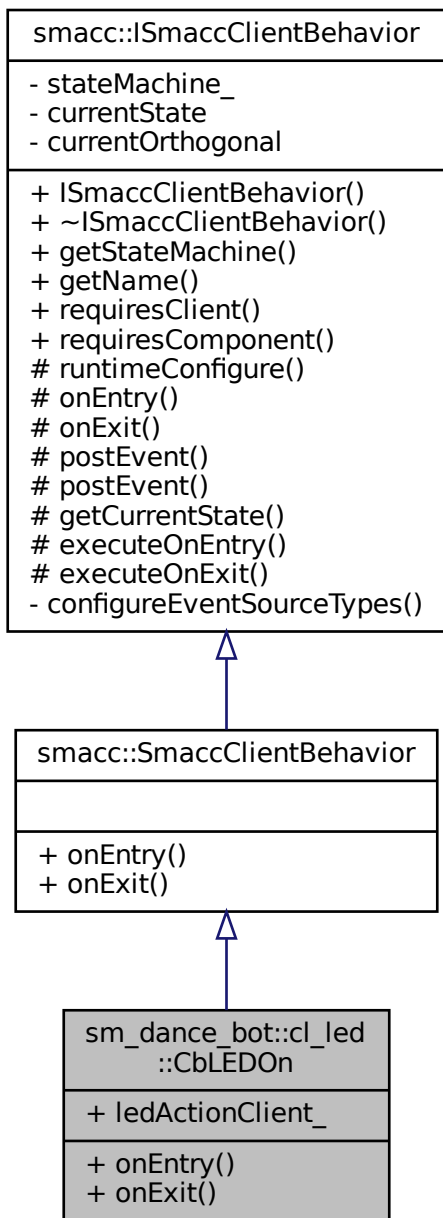 smacc::ISmaccClientBehavior
- stateMachine_
- currentState
- currentOrthogonal
+ ISmaccClientBehavior()
+ ~ISmaccClientBehavior()
+ getStateMachine()
+ getName()
+ requiresClient()
+ requiresComponent()
# runtimeConfigure()
# onEntry()
# onExit()
# postEvent()
# postEvent()
# getCurrentState()
# executeOnEntry()
# executeOnExit()
- configureEventSourceTypes()
smacc::SmaccClientBehavior
+ onEntry()
+ onExit()
sm_dance_bot::cl_led
::CbLEDOn
+ ledActionClient_
+ onEntry()
+ onExit()